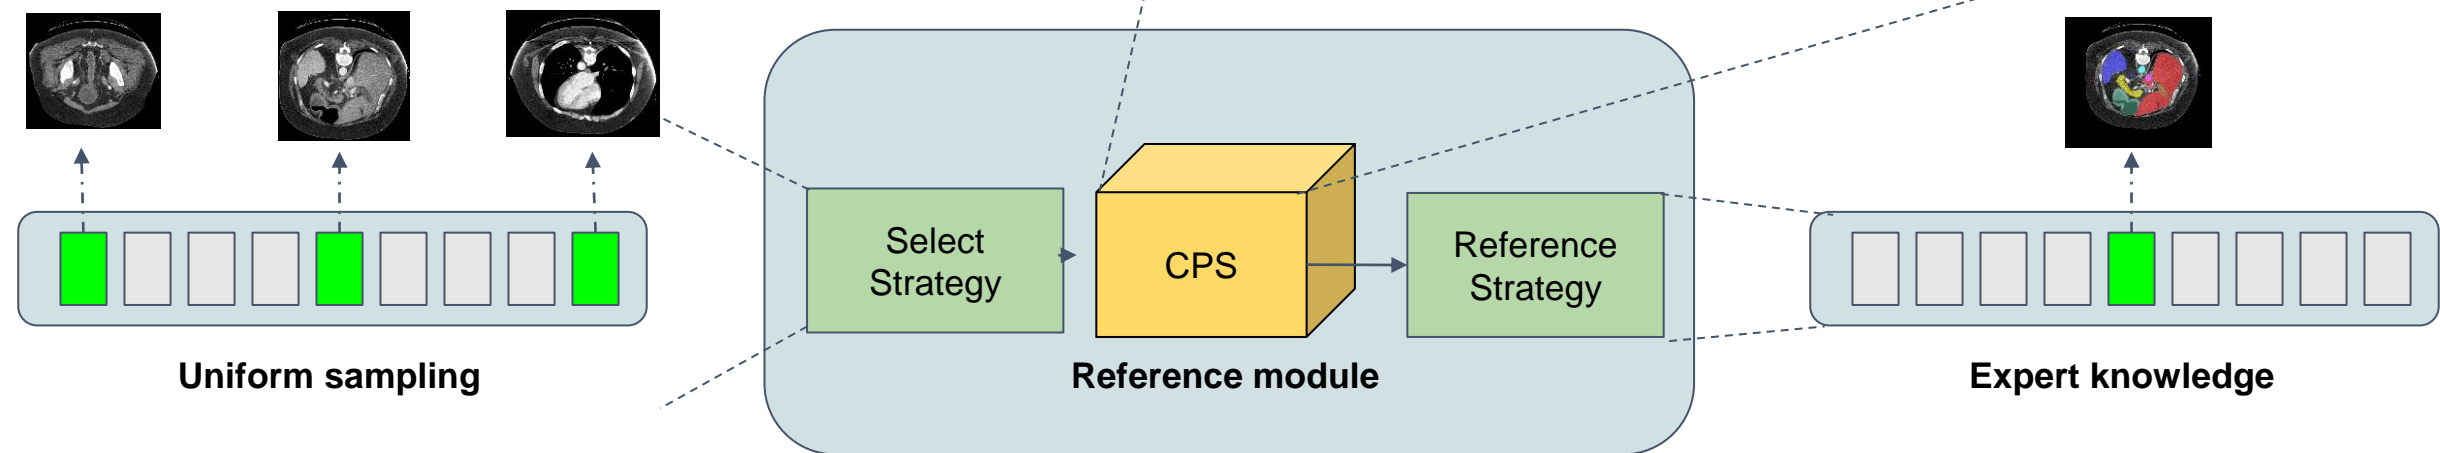 Select
Strategy
CPS
Reference
Strategy
Uniform sampling
Reference module
Expert knowledge